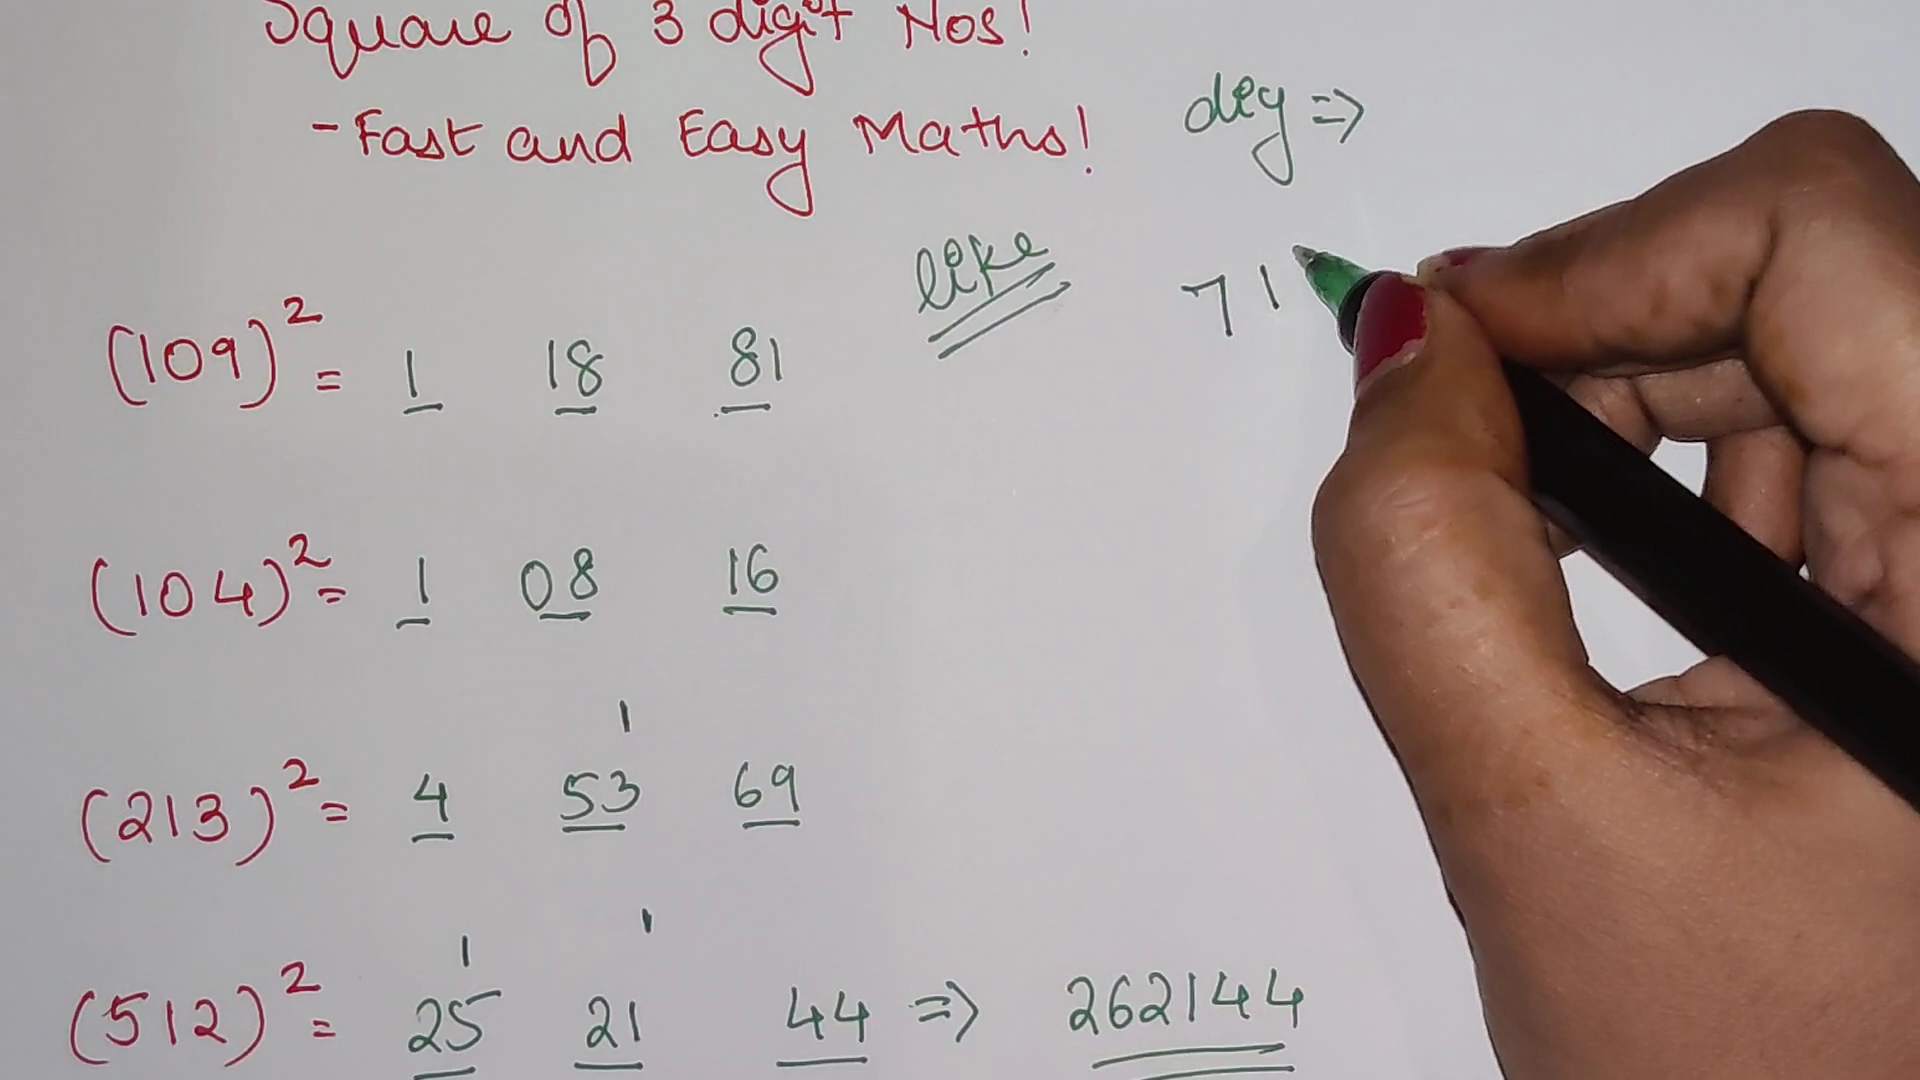 Square of 3 digit Nos!
-Fast and Easy Maths!
deg =>
like
71
(109)² = 1 18 81
(104)² = 1 08 16
1
(213)² = 4 53 69
1 1
(512)² = 25 21 44 => 262144